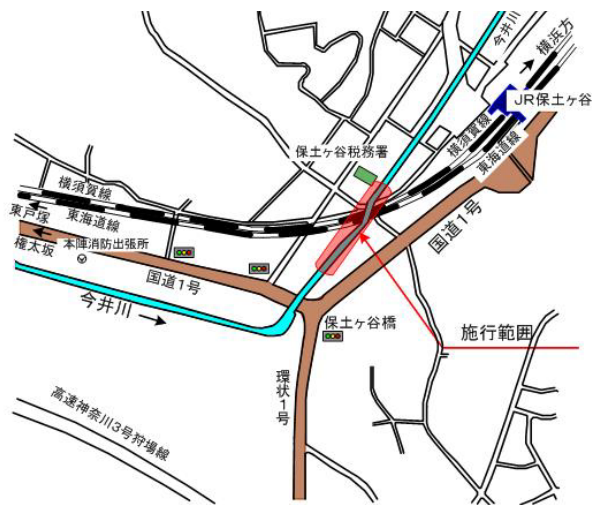 今井川
横浜方
JR保土ヶ谷
保土ヶ谷税務署
横須賀線
東海道線
横須賀線
東戸塚
東海道線
権太坂
本陣消防出張所
国道1号
国道1号
今井川
保土ヶ谷橋
施行範囲
環状1号
高速神奈川3号狩場線